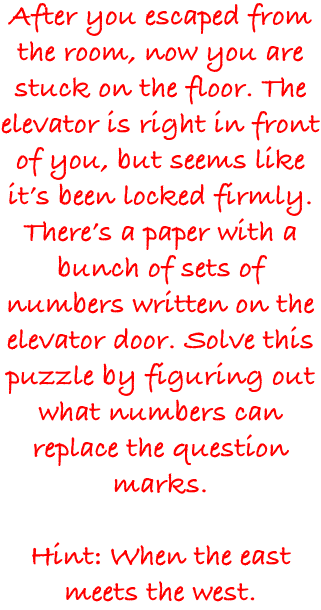 After you escaped from
the room, now you are
stuck on the floor. The
elevator is right in front
of you, but seems like
it's been locked firmly.
There's a paper with a
bunch of sets of
numbers written on the
elevator door. Solve this
puzzle by figuring out
what numbers can
replace the question
marks.

Hint: When the east
meets the west.